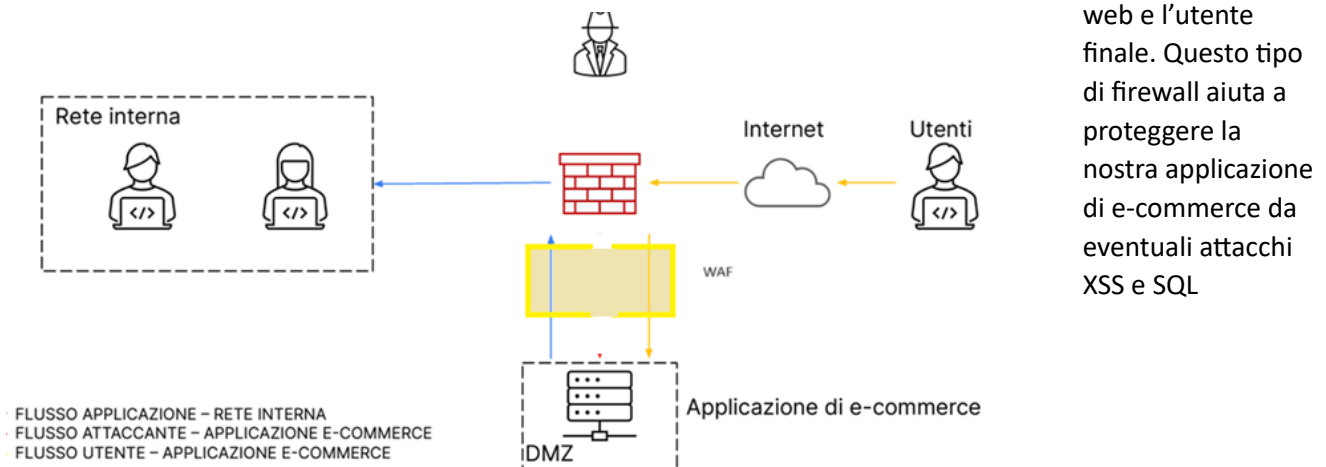 web e l’utente
finale. Questo tipo
di firewall aiuta a
proteggere la
nostra applicazione
di e-commerce da
eventuali attacchi
XSS e SQL
Rete interna
Internet
Utenti
WAF
Applicazione di e-commerce
DMZ
FLUSSO APPLICAZIONE – RETE INTERNA
FLUSSO ATTACCANTE – APPLICAZIONE E-COMMERCE
FLUSSO UTENTE – APPLICAZIONE E-COMMERCE